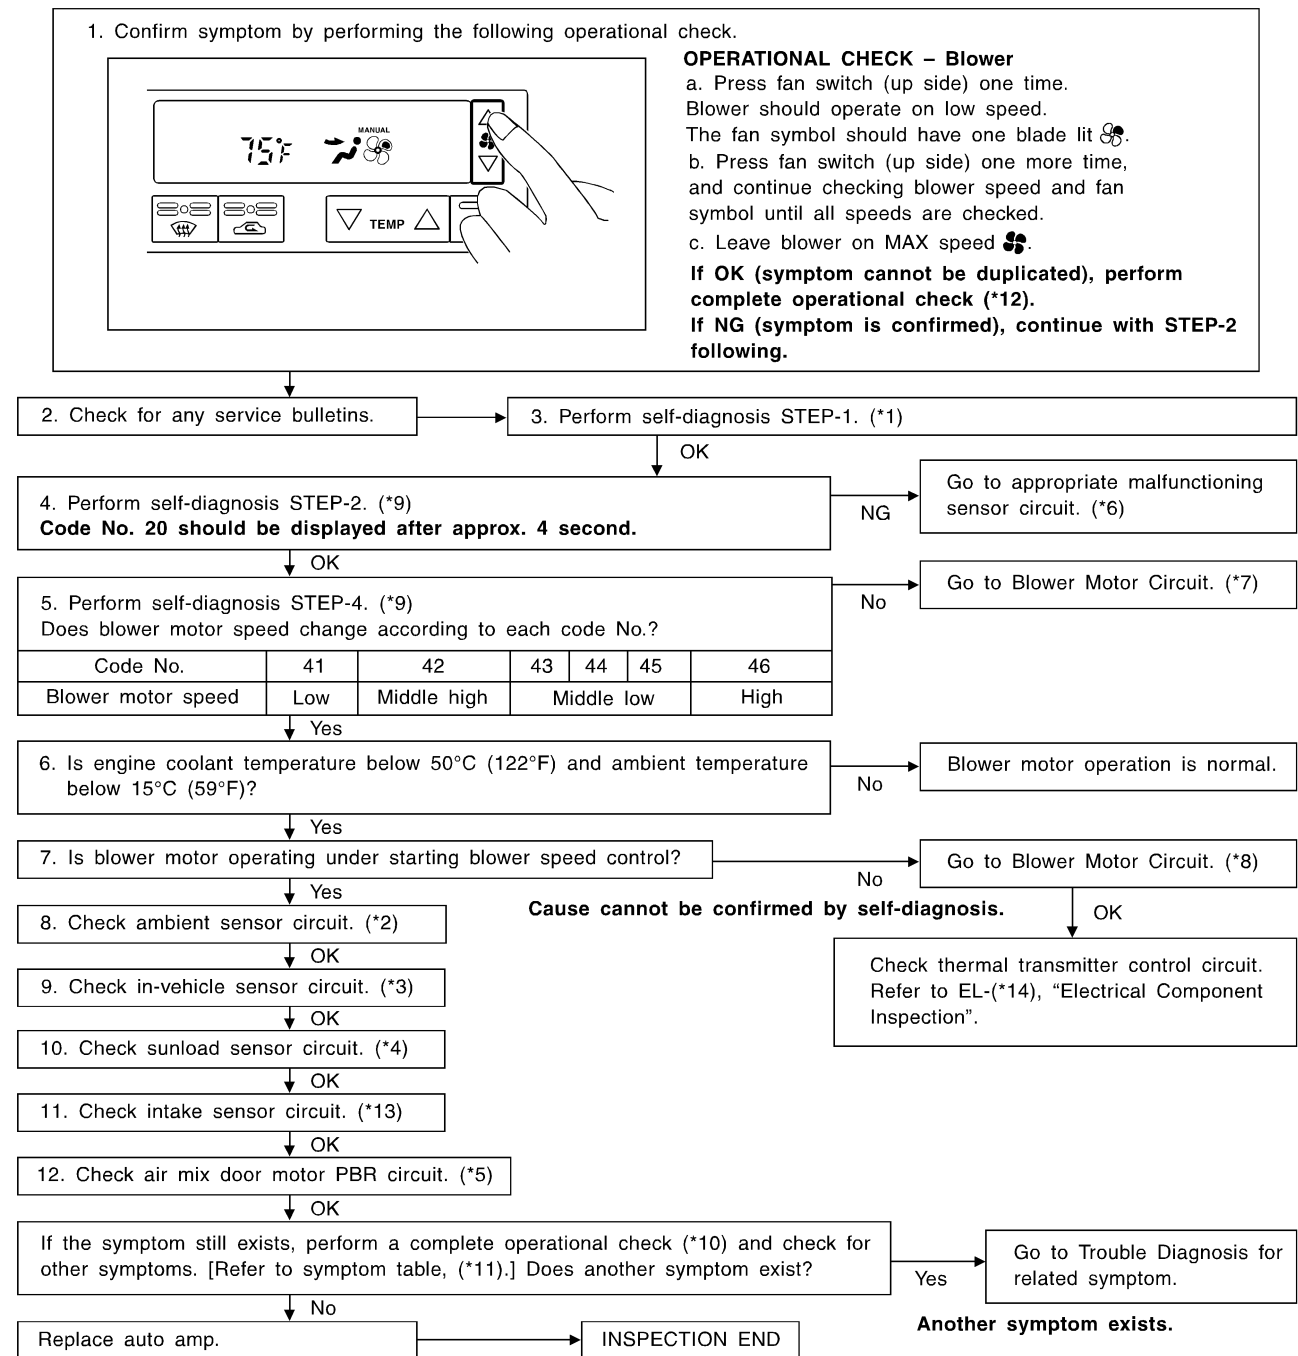 1. Confirm symptom by performing the following operational check.
75°F
MANUAL
TEMP
OPERATIONAL CHECK – Blower
a. Press fan switch (up side) one time.
Blower should operate on low speed.
The fan symbol should have one blade lit .
b. Press fan switch (up side) one more time,
and continue checking blower speed and fan
symbol until all speeds are checked.
c. Leave blower on MAX speed .
If OK (symptom cannot be duplicated), perform
complete operational check (*12).
If NG (symptom is confirmed), continue with STEP-2
following.
2. Check for any service bulletins.
3. Perform self-diagnosis STEP-1. (*1)
OK
4. Perform self-diagnosis STEP-2. (*9)
Code No. 20 should be displayed after approx. 4 second.
NG
Go to appropriate malfunctioning
sensor circuit. (*6)
OK
5. Perform self-diagnosis STEP-4. (*9)
Does blower motor speed change according to each code No.?
No
Go to Blower Motor Circuit. (*7)
Code No. 41 42 43 44 45 46
Blower motor speed Low Middle high Middle low High
Yes
6. Is engine coolant temperature below 50°C (122°F) and ambient temperature
below 15°C (59°F)?
No
Blower motor operation is normal.
Yes
7. Is blower motor operating under starting blower speed control?
No
Go to Blower Motor Circuit. (*8)
Yes
Cause cannot be confirmed by self-diagnosis.
OK
8. Check ambient sensor circuit. (*2)
Check thermal transmitter control circuit.
Refer to EL-(*14), “Electrical Component
Inspection”.
OK
9. Check in-vehicle sensor circuit. (*3)
OK
10. Check sunload sensor circuit. (*4)
OK
11. Check intake sensor circuit. (*13)
OK
12. Check air mix door motor PBR circuit. (*5)
OK
If the symptom still exists, perform a complete operational check (*10) and check for
other symptoms. [Refer to symptom table, (*11).] Does another symptom exist?
Yes
Go to Trouble Diagnosis for
related symptom.
Another symptom exists.
No
Replace auto amp.
INSPECTION END